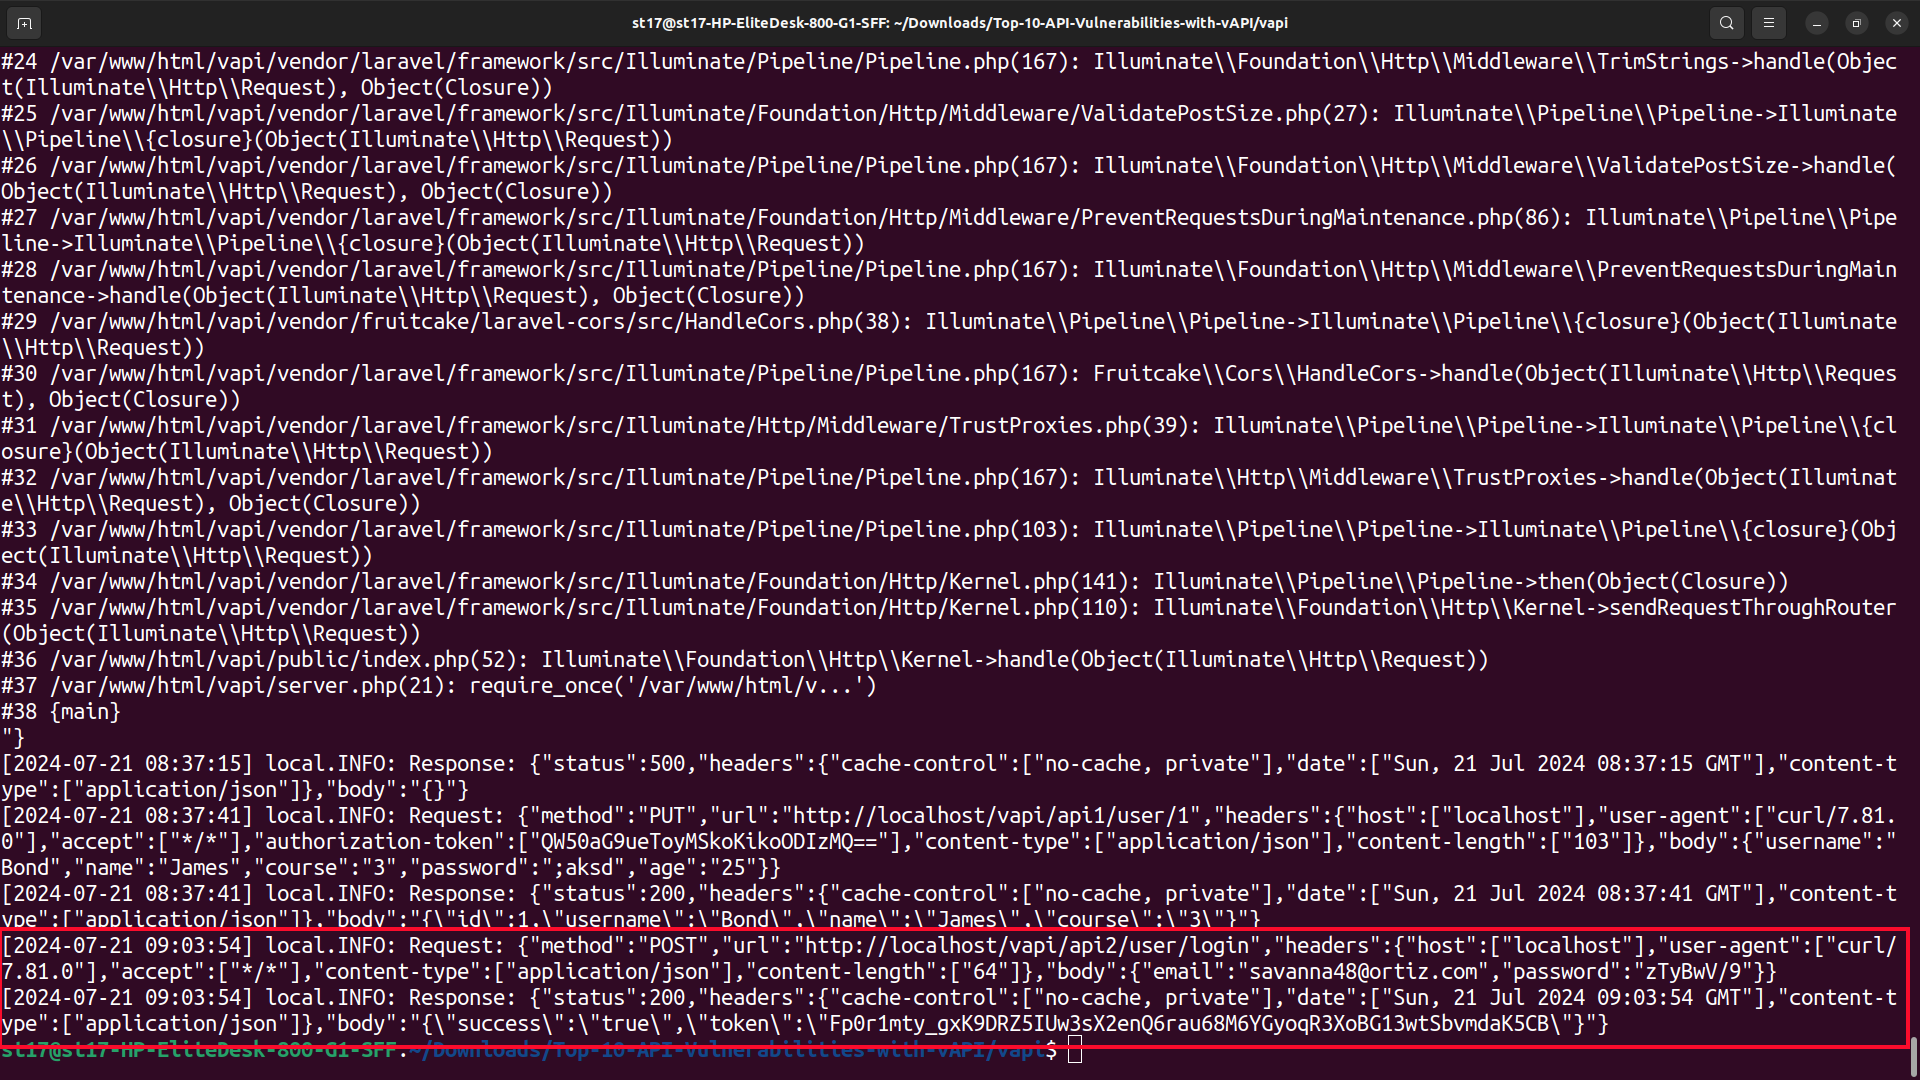 st17@st17-HP-EliteDesk-800-G1-SFF: ~/Downloads/Top-10-API-Vulnerabilities-with-vAPI/vapi
#24 /var/www/html/vapi/vendor/laravel/framework/src/Illuminate/Pipeline/Pipeline.php(167): Illuminate\\Foundation\\Http\\Middleware\\TrimStrings->handle(Objec
t(Illuminate\\Http\\Request), Object(Closure))
#25 /var/www/html/vapi/vendor/laravel/framework/src/Illuminate/Foundation/Http/Middleware/ValidatePostSize.php(27): Illuminate\\Pipeline\\Pipeline->Illuminate
\\Pipeline\\{closure}(Object(Illuminate\\Http\\Request))
#26 /var/www/html/vapi/vendor/laravel/framework/src/Illuminate/Pipeline/Pipeline.php(167): Illuminate\\Foundation\\Http\\Middleware\\ValidatePostSize->handle(
Object(Illuminate\\Http\\Request), Object(Closure))
#27 /var/www/html/vapi/vendor/laravel/framework/src/Illuminate/Foundation/Http/Middleware/PreventRequestsDuringMaintenance.php(86): Illuminate\\Pipeline\\Pipe
line->Illuminate\\Pipeline\\{closure}(Object(Illuminate\\Http\\Request))
#28 /var/www/html/vapi/vendor/laravel/framework/src/Illuminate/Pipeline/Pipeline.php(167): Illuminate\\Foundation\\Http\\Middleware\\PreventRequestsDuringMain
tenance->handle(Object(Illuminate\\Http\\Request), Object(Closure))
#29 /var/www/html/vapi/vendor/fruitcake/laravel-cors/src/HandleCors.php(38): Illuminate\\Pipeline\\Pipeline->Illuminate\\Pipeline\\{closure}(Object(Illuminate
\\Http\\Request))
#30 /var/www/html/vapi/vendor/laravel/framework/src/Illuminate/Pipeline/Pipeline.php(167): Fruitcake\\Cors\\HandleCors->handle(Object(Illuminate\\Http\\Reques
t), Object(Closure))
#31 /var/www/html/vapi/vendor/laravel/framework/src/Illuminate/Http/Middleware/TrustProxies.php(39): Illuminate\\Pipeline\\Pipeline->Illuminate\\Pipeline\\{cl
osure}(Object(Illuminate\\Http\\Request))
#32 /var/www/html/vapi/vendor/laravel/framework/src/Illuminate/Pipeline/Pipeline.php(167): Illuminate\\Http\\Middleware\\TrustProxies->handle(Object(Illuminat
e\\Http\\Request), Object(Closure))
#33 /var/www/html/vapi/vendor/laravel/framework/src/Illuminate/Pipeline/Pipeline.php(103): Illuminate\\Pipeline\\Pipeline->Illuminate\\Pipeline\\{closure}(Obj
ect(Illuminate\\Http\\Request))
#34 /var/www/html/vapi/vendor/laravel/framework/src/Illuminate/Foundation/Http/Kernel.php(141): Illuminate\\Pipeline\\Pipeline->then(Object(Closure))
#35 /var/www/html/vapi/vendor/laravel/framework/src/Illuminate/Foundation/Http/Kernel.php(110): Illuminate\\Foundation\\Http\\Kernel->sendRequestThroughRouter
(Object(Illuminate\\Http\\Request))
#36 /var/www/html/vapi/public/index.php(52): Illuminate\\Foundation\\Http\\Kernel->handle(Object(Illuminate\\Http\\Request))
#37 /var/www/html/vapi/server.php(21): require_once('/var/www/html/v...')
#38 {main}
"}
[2024-07-21 08:37:15] local.INFO: Response: {"status":500,"headers":{"cache-control":["no-cache, private"],"date":["Sun, 21 Jul 2024 08:37:15 GMT"],"content-t
ype":["application/json"]},"body":"{}"}
[2024-07-21 08:37:41] local.INFO: Request: {"method":"PUT","url":"http://localhost/vapi/api1/user/1","headers":{"host":["localhost"],"user-agent":["curl/7.81.
0"],"accept":["*/*"],"authorization-token":["QW50aG9ueToyMSkoKikoODIzMQ=="],"content-type":["application/json"],"content-length":["103"]},"body":{"username":"
Bond","name":"James","course":"3","password":";aksd","age":"25"}}
[2024-07-21 08:37:41] local.INFO: Response: {"status":200,"headers":{"cache-control":["no-cache, private"],"date":["Sun, 21 Jul 2024 08:37:41 GMT"],"content-t
ype":["application/json"]},"body":"{\"id\":1,\"username\":\"Bond\",\"name\":\"James\",\"course\":\"3\"}"}
[2024-07-21 09:03:54] local.INFO: Request: {"method":"POST","url":"http://localhost/vapi/api2/user/login","headers":{"host":["localhost"],"user-agent":["curl/
7.81.0"],"accept":["*/*"],"content-type":["application/json"],"content-length":["64"]},"body":{"email":"savanna48@ortiz.com","password":"zTyBwV/9"}}
[2024-07-21 09:03:54] local.INFO: Response: {"status":200,"headers":{"cache-control":["no-cache, private"],"date":["Sun, 21 Jul 2024 09:03:54 GMT"],"content-t
ype":["application/json"]},"body":"{\"success\":\"true\",\"token\":\"Fp0r1mty_gxK9DRZ5IUw3sX2enQ6rau68M6YGyoqR3XoBG13wtSbvmdaK5CB\"}"}
st17@st17-HP-EliteDesk-800-G1-SFF:~/Downloads/Top-10-API-Vulnerabilities-with-vAPI/vapi$